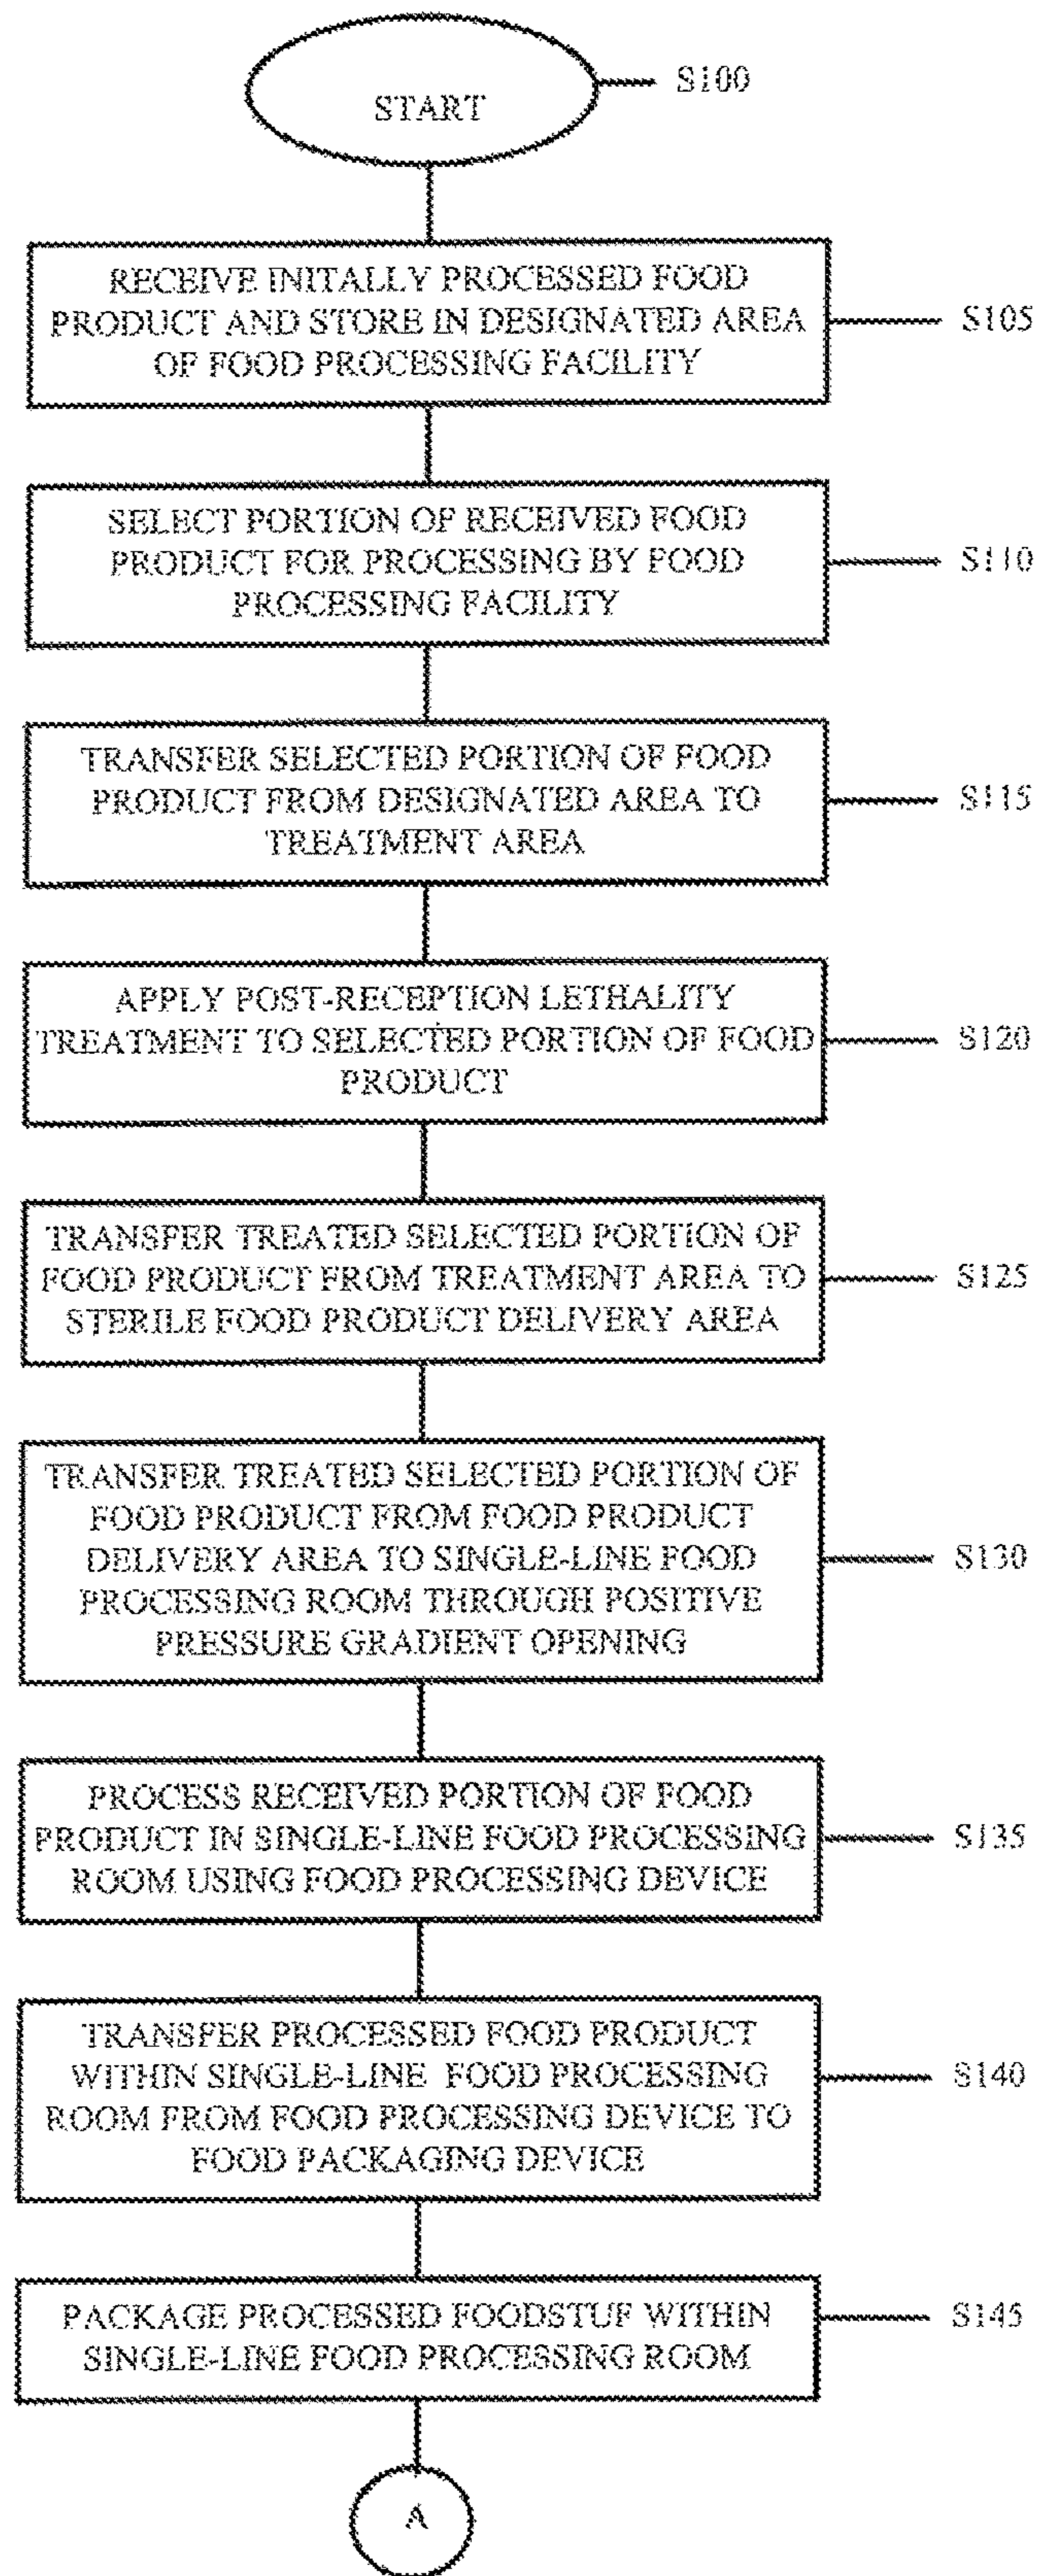 START
S100
RECEIVE INITALLY PROCESSED FOOD
PRODUCT AND STORE IN DESIGNATED AREA
OF FOOD PROCESSING FACILITY
S105
SELECT PORTION OF RECEIVED FOOD
PRODUCT FOR PROCESSING BY FOOD
PROCESSING FACILITY
S110
TRANSFER SELECTED PORTION OF FOOD
PRODUCT FROM DESIGNATED AREA TO
TREATMENT AREA
S115
APPLY POST-RECEPTION LETHALITY
TREATMENT TO SELECTED PORTION OF FOOD
PRODUCT
S120
TRANSFER TREATED SELECTED PORTION OF
FOOD PRODUCT FROM TREATMENT AREA TO
STERILE FOOD PRODUCT DELIVERY AREA
S125
TRANSFER TREATED SELECTED PORTION OF
FOOD PRODUCT FROM FOOD PRODUCT
DELIVERY AREA TO SINGLE-LINE FOOD
PROCESSING ROOM THROUGH POSITIVE
PRESSURE GRADIENT OPENING
S130
PROCESS RECEIVED PORTION OF FOOD
PRODUCT IN SINGLE-LINE FOOD PROCESSING
ROOM USING FOOD PROCESSING DEVICE
S135
TRANSFER PROCESSED FOOD PRODUCT
WITHIN SINGLE-LINE FOOD PROCESSING
ROOM FROM FOOD PROCESSING DEVICE TO
FOOD PACKAGING DEVICE
S140
PACKAGE PROCESSED FOODSTUF WITHIN
SINGLE-LINE FOOD PROCESSING ROOM
S145
A